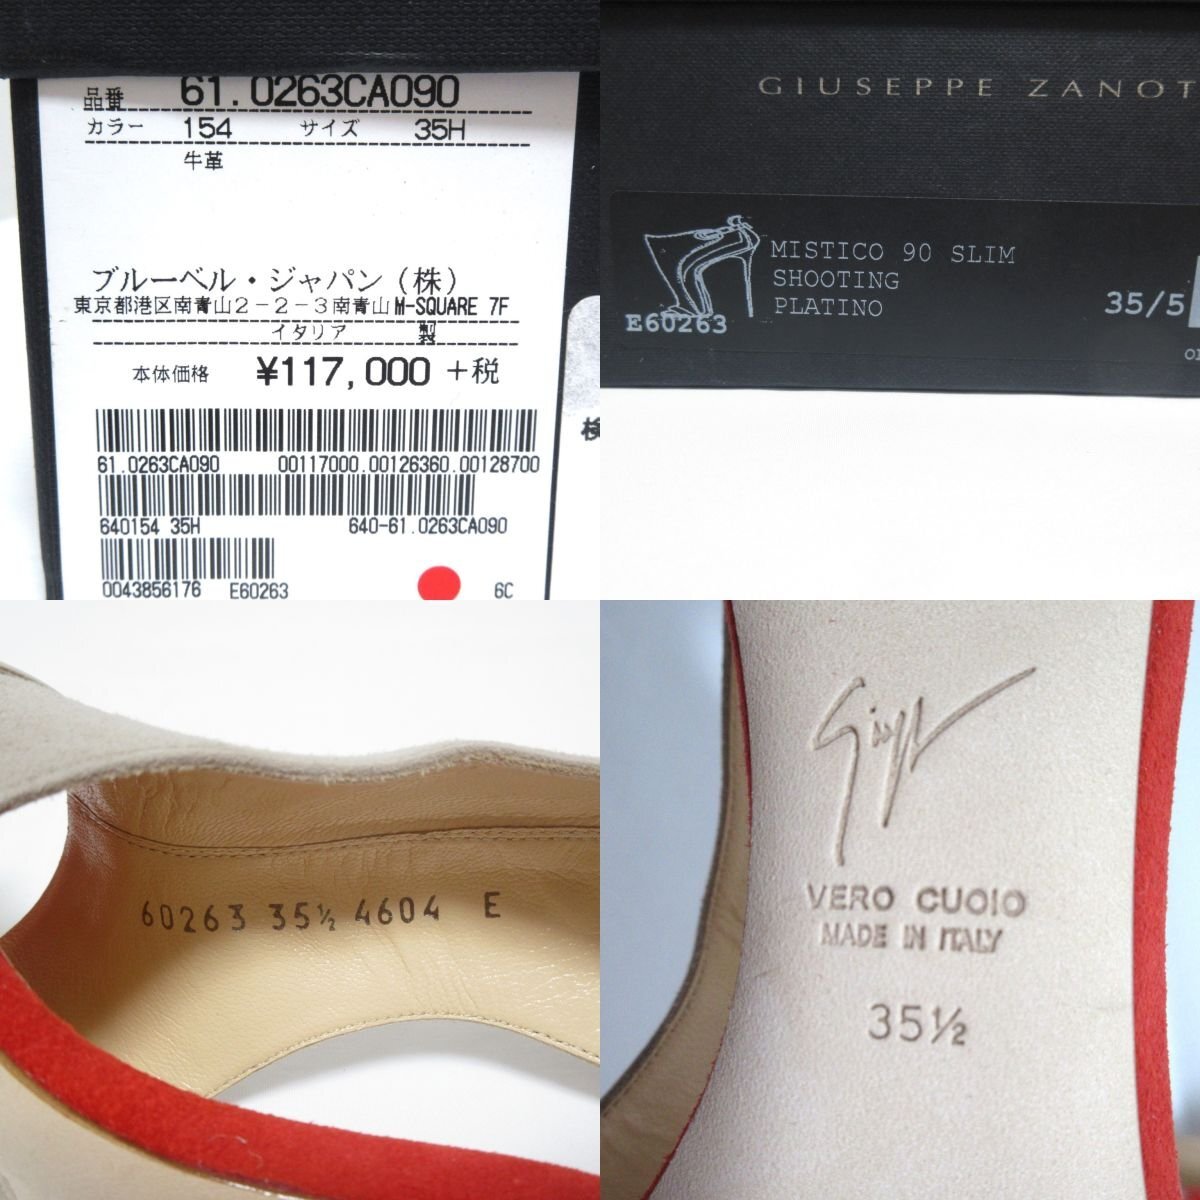 品番 61.0263CA090
カラー 154 サイズ 35H
牛革
ブルーベル・ジャパン(株)
東京都港区南青山2-2-3南青山M-SQUARE 7F
イタリア 製
本体価格 ¥117,000 +税
61.0263CA090 00117000.00126360.00128700
640154 35H 640-61.0263CA090
0043856176 E60263 6C
検
GIUSEPPE ZANOT
MISTICO 90 SLIM
SHOOTING
PLATINO
35/5
E60263
60263 35½ 4604 E
VERO CUOIO
MADE IN ITALY
35½